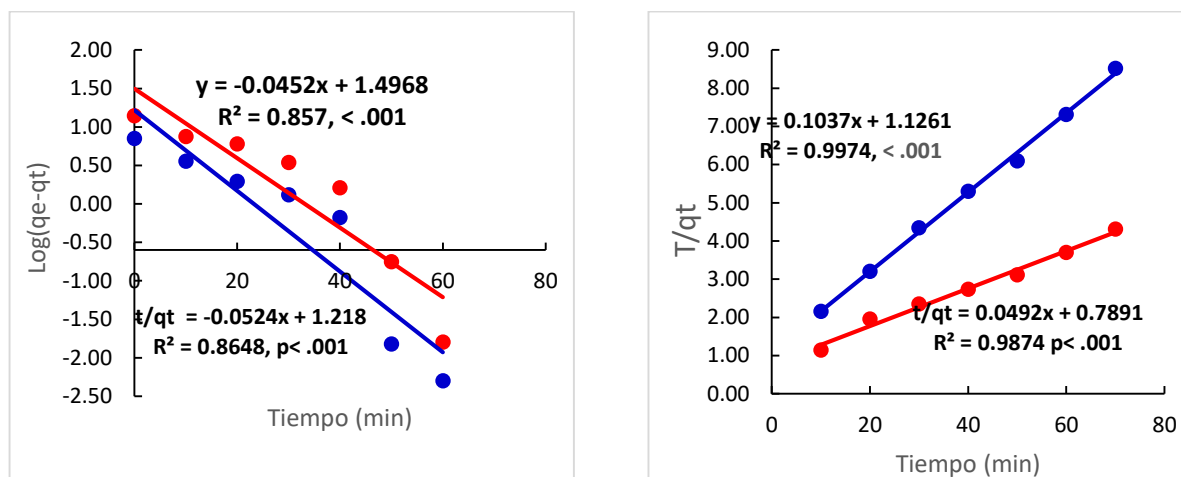 2.00
1.50
1.00
0.50
0.00
-0.50
-1.00
-1.50
-2.00
-2.50
Log(qe-qt)
y = -0.0452x + 1.4968
R² = 0.857, < .001
0 20 40 60 80
t/qt = -0.0524x + 1.218
R² = 0.8648, p< .001
Tiempo (min)
9.00
8.00
7.00
6.00
5.00
4.00
3.00
2.00
1.00
0.00
T/qt
y = 0.1037x + 1.1261
R² = 0.9974, < .001
t/qt = 0.0492x + 0.7891
R² = 0.9874 p< .001
0 20 40 60 80
Tiempo (min)